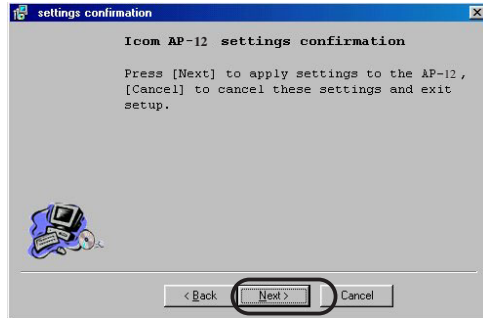 settings confirmation
Icom AP-12 settings confirmation
Press [Next] to apply settings to the AP-12,
[Cancel] to cancel these settings and exit
setup.
< Back Next > Cancel